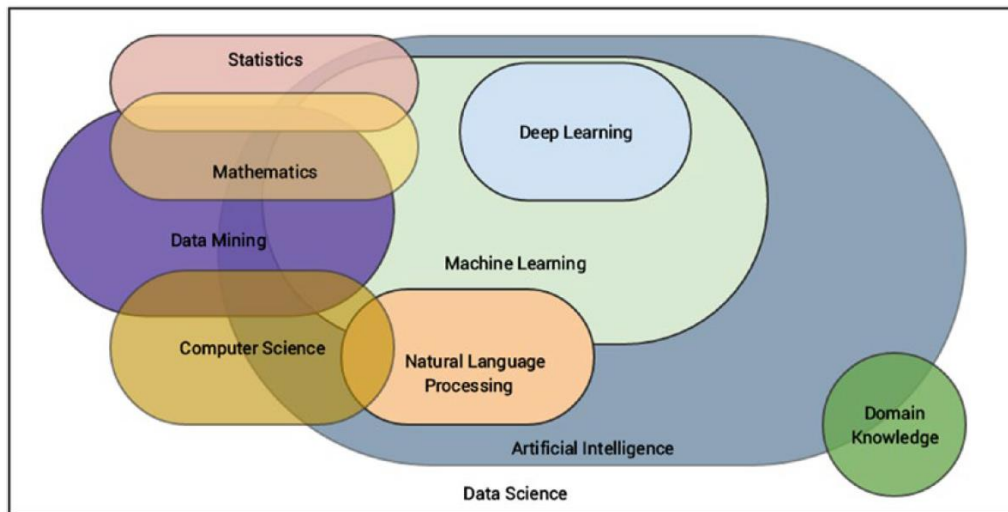 Statistics
Deep Learning
Mathematics
Data Mining
Machine Learning
Computer Science
Natural Language
Processing
Domain
Knowledge
Artificial Intelligence
Data Science